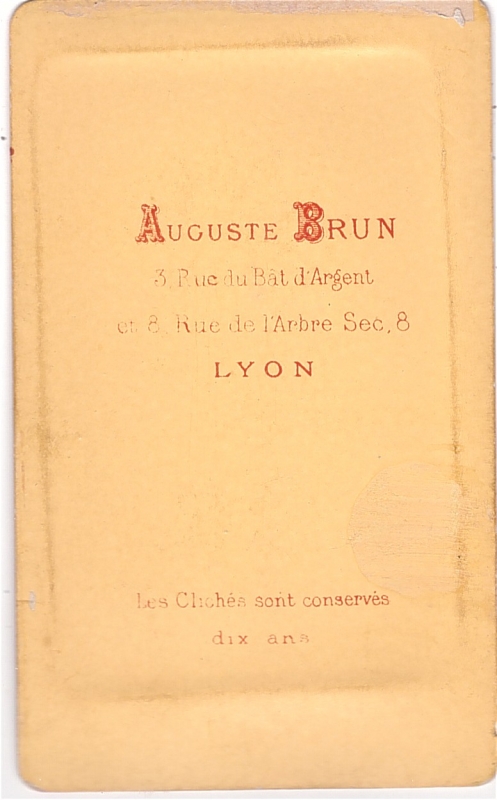 AUGUSTE BRUN
3, Rue du Bât d'Argent
et 8, Rue de l'Arbre Sec, 8
LYON
Les Clichés sont conservés
dix ans